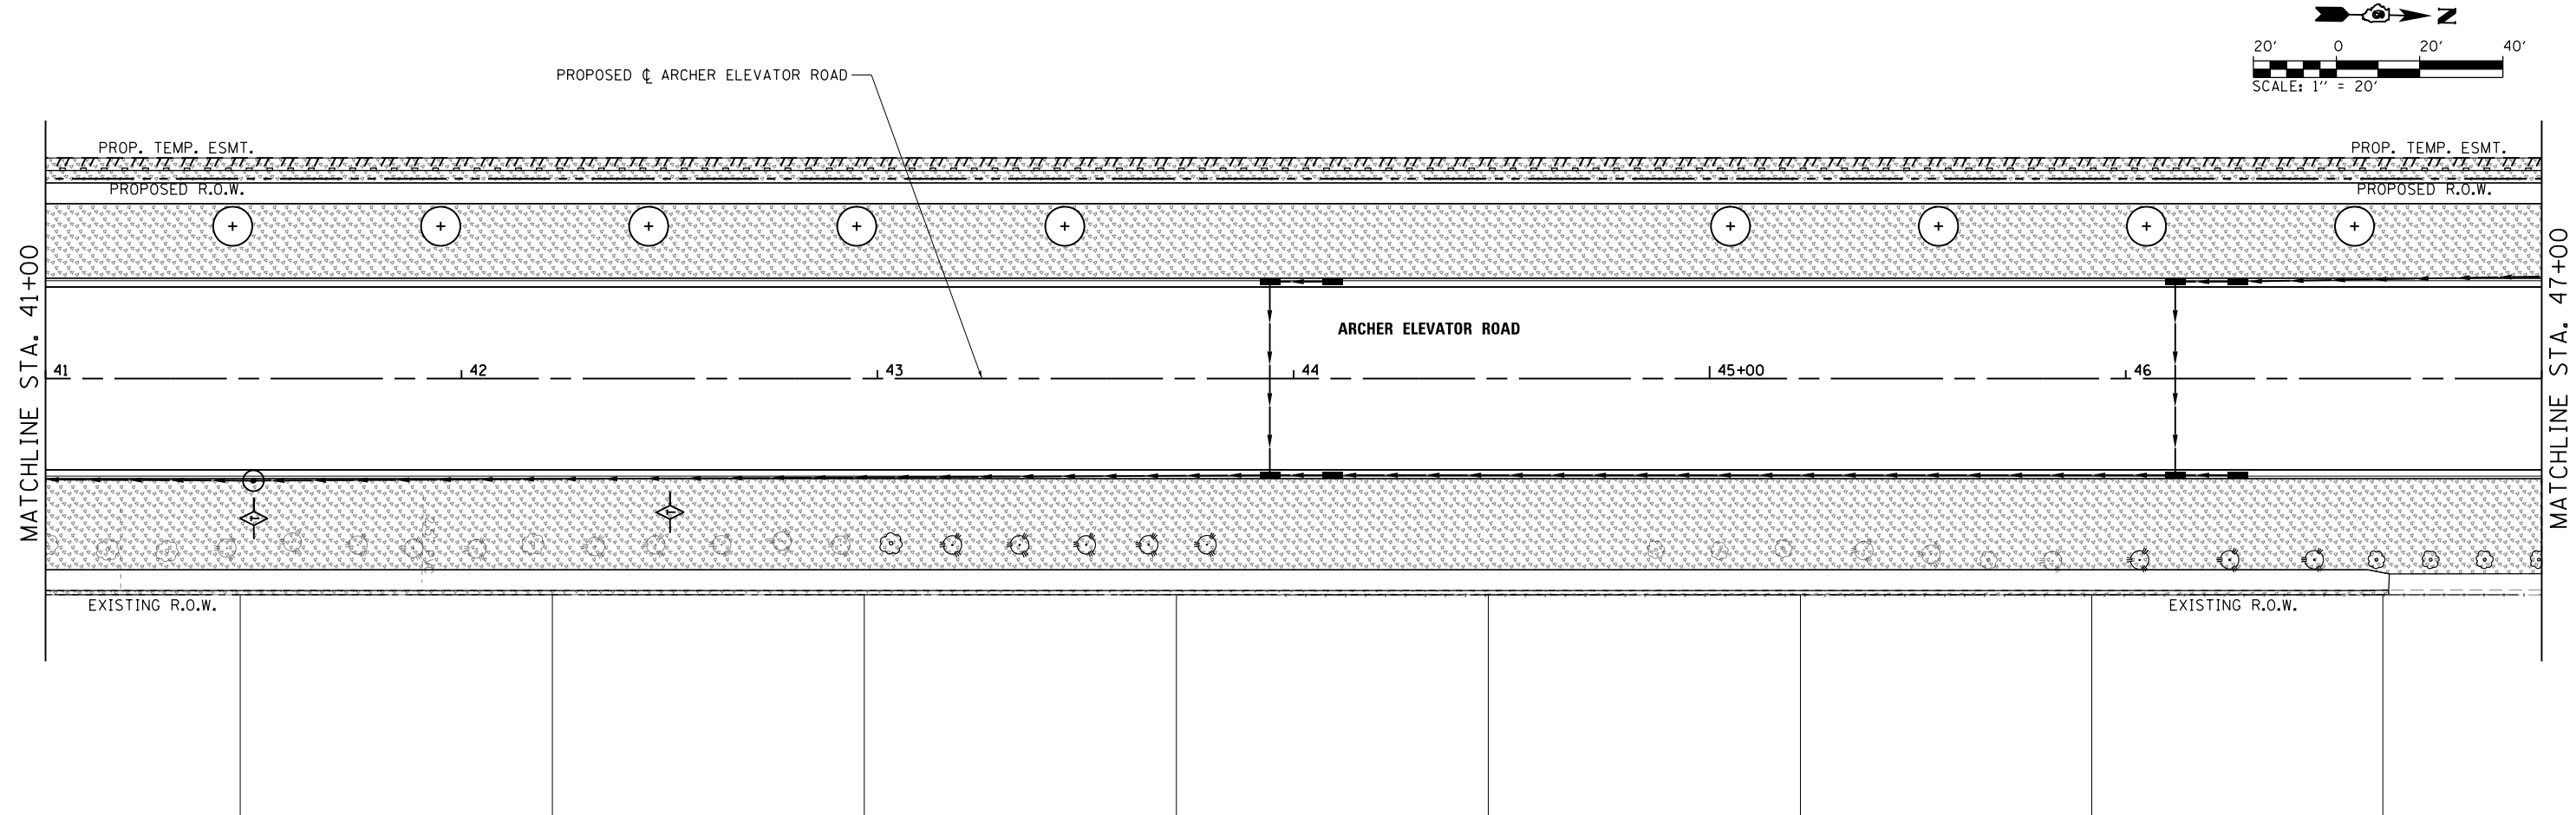 N
20' 0 20' 40'
SCALE: 1" = 20'
PROPOSED ℄ ARCHER ELEVATOR ROAD
PROP. TEMP. ESMT.
PROP. TEMP. ESMT.
PROPOSED R.O.W.
PROPOSED R.O.W.
MATCHLINE STA. 41+00
MATCHLINE STA. 47+00
ARCHER ELEVATOR ROAD
41 42 43 44 45+00 46
EXISTING R.O.W.
EXISTING R.O.W.